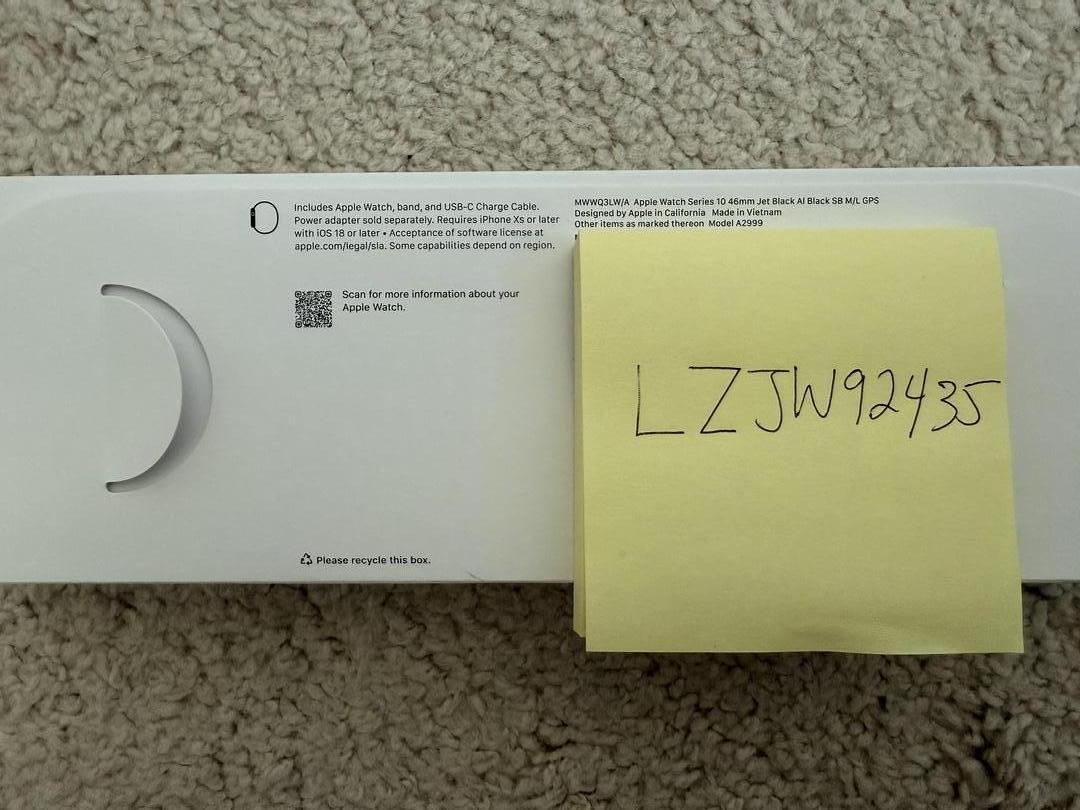 Includes Apple Watch, band, and USB-C Charge Cable.
Power adapter sold separately. Requires iPhone Xs or later
with iOS 18 or later • Acceptance of software license at
apple.com/legal/sla. Some capabilities depend on region.
Scan for more information about your
Apple Watch.
Please recycle this box.
MWWQ3LW/A Apple Watch Series 10 46mm Jet Black Al Black SB M/L GPS
Designed by Apple in California Made in Vietnam
Other items as marked thereon Model A2999
LZJW92435